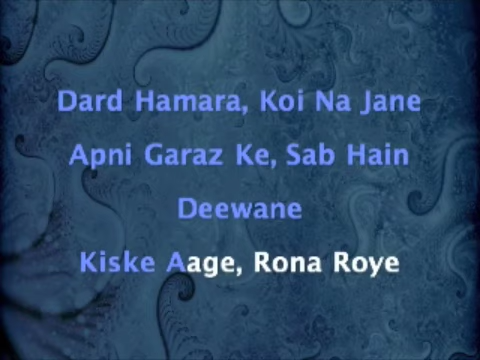 Dard Hamara, Koi Na Jane
Apni Garaz Ke, Sab Hain
Deewane
Kiske Aage, Rona Roye